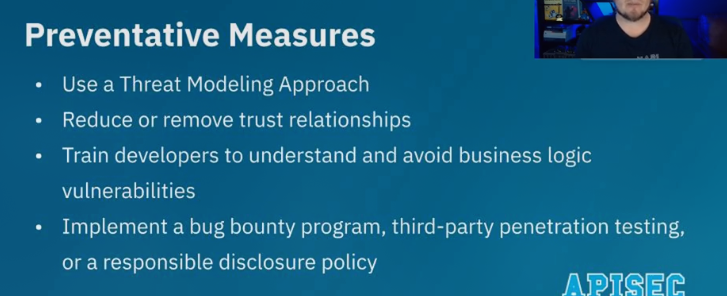 Preventative Measures
• Use a Threat Modeling Approach
• Reduce or remove trust relationships
• Train developers to understand and avoid business logic
vulnerabilities
• Implement a bug bounty program, third-party penetration testing,
or a responsible disclosure policy
APISEC